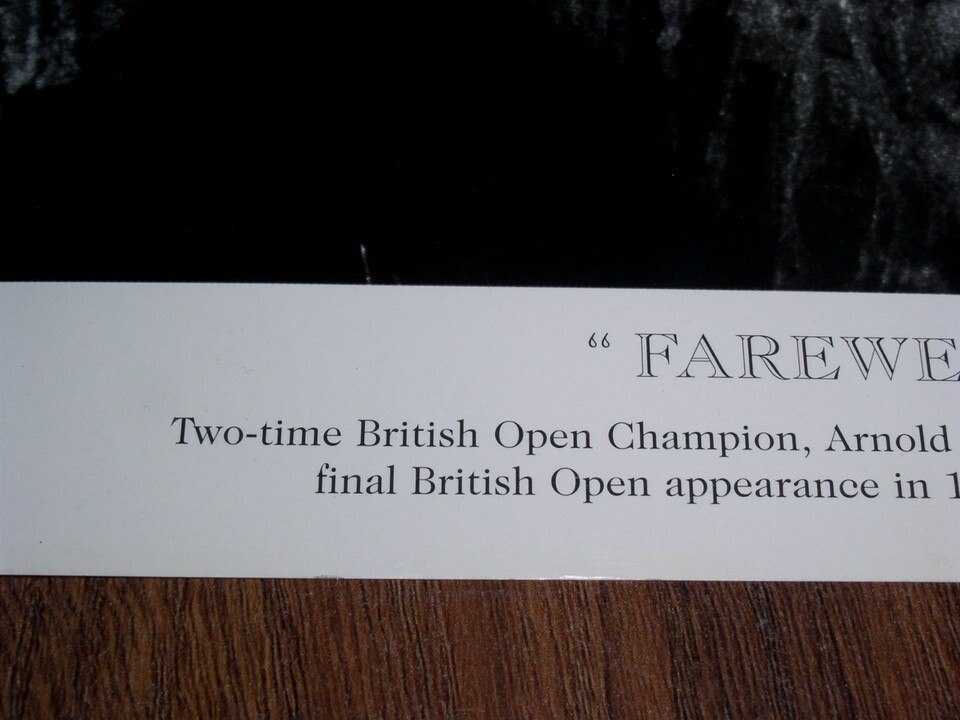 “ FAREWE
Two-time British Open Champion, Arnold
final British Open appearance in 1